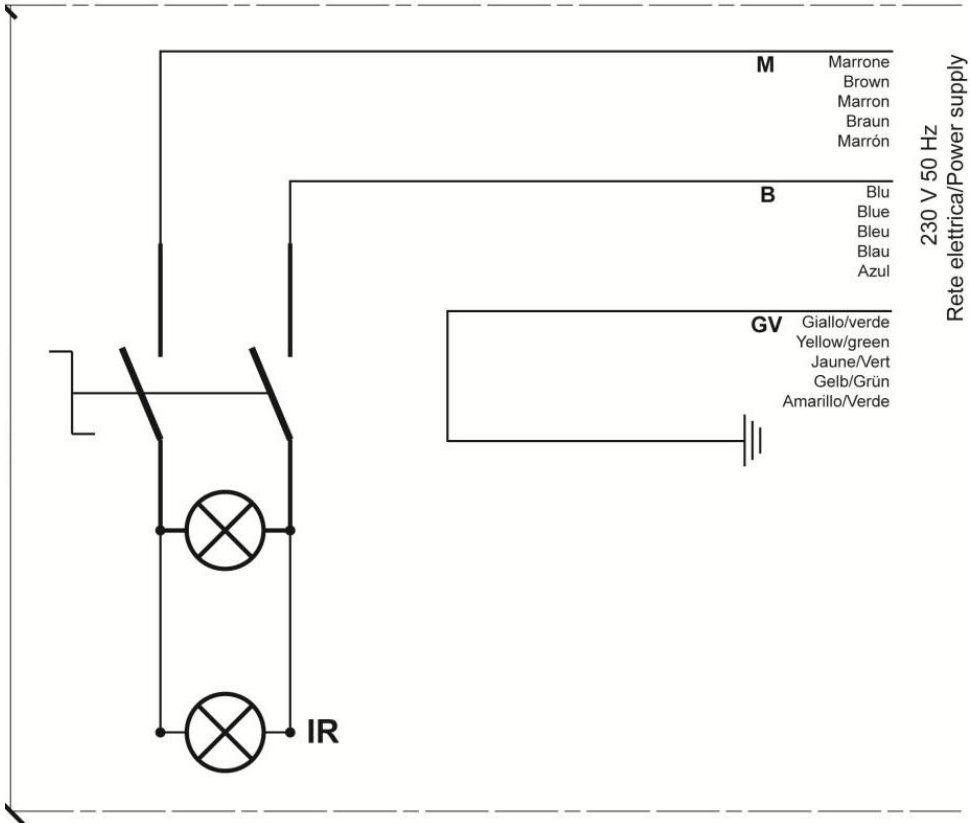 M
Marrone
Brown
Marron
Braun
Marrón
B
Blu
Blue
Bleu
Blau
Azul
GV
Giallo/verde
Yellow/green
Jaune/Vert
Gelb/Grün
Amarillo/Verde
230 V 50 Hz
Rete elettrica/Power supply
IR